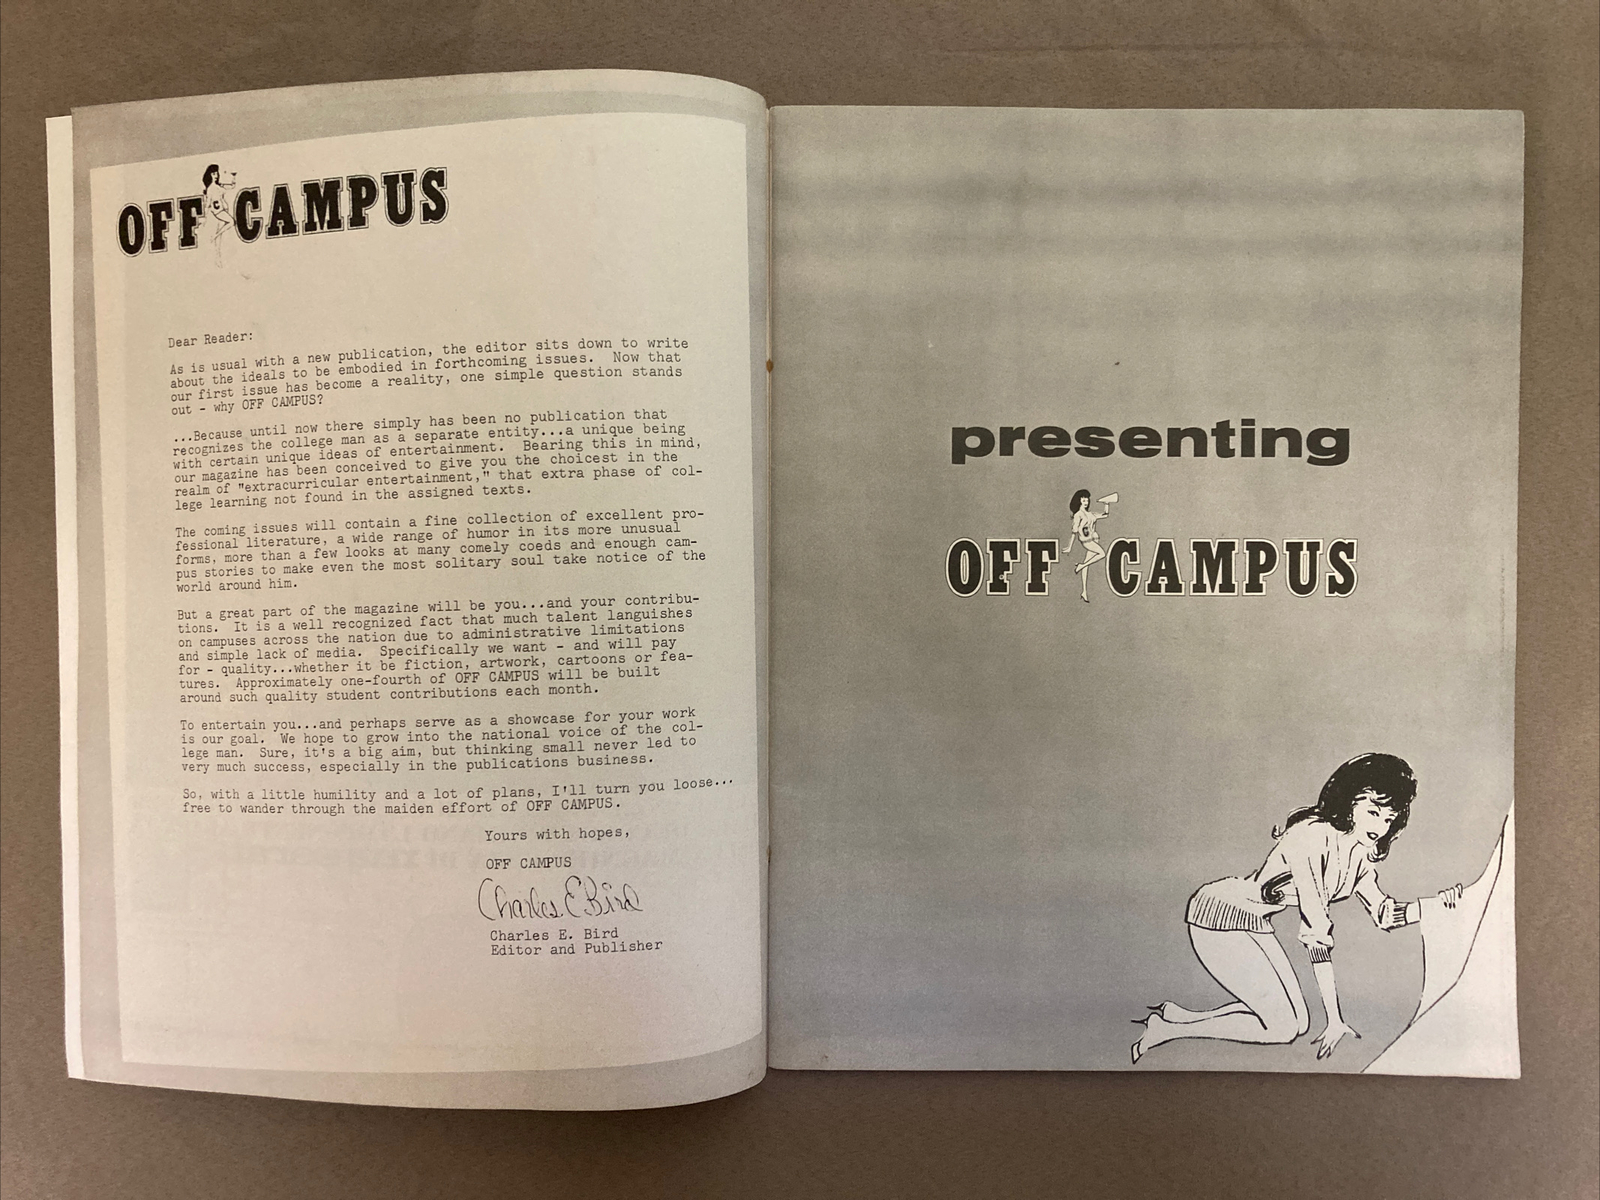 OFF CAMPUS
Dear Reader:
As is usual with a new publication, the editor sits down to write
about the ideals to be embodied in forthcoming issues. Now that
our first issue has become a reality, one simple question stands
out - why OFF CAMPUS?
...Because until now there simply has been no publication that
recognizes the college man as a separate entity...a unique being
with certain unique ideas of entertainment. Bearing this in mind,
our magazine has been conceived to give you the choicest in the
realm of "extracurricular entertainment," that extra phase of col-
lege learning not found in the assigned texts.
The coming issues will contain a fine collection of excellent pro-
fessional literature, a wide range of humor in its more unusual
forms, more than a few looks at many comely coeds and enough cam-
pus stories to make even the most solitary soul take notice of the
world around him.
But a great part of the magazine will be you...and your contribu-
tions. It is a well recognized fact that much talent languishes
on campuses across the nation due to administrative limitations
and simple lack of media. Specifically we want - and will pay
for - quality...whether it be fiction, artwork, cartoons or fea-
tures. Approximately one-fourth of OFF CAMPUS will be built
around such quality student contributions each month.
To entertain you...and perhaps serve as a showcase for your work
is our goal. We hope to grow into the national voice of the col-
lege man. Sure, it's a big aim, but thinking small never led to
very much success, especially in the publications business.
So, with a little humility and a lot of plans, I'll turn you loose...
free to wander through the maiden effort of OFF CAMPUS.
Yours with hopes,
OFF CAMPUS
Charles E Bird
Charles E. Bird
Editor and Publisher
presenting
OFF CAMPUS